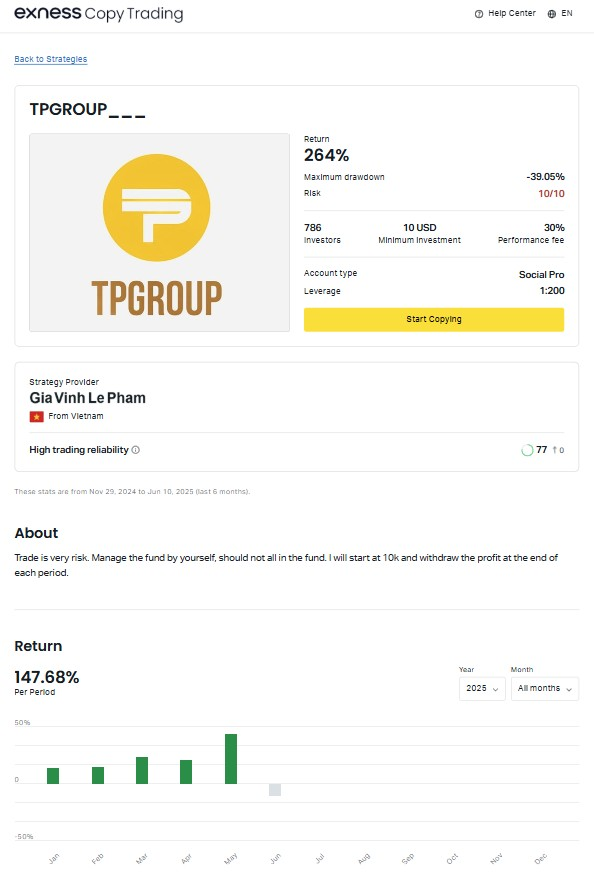 exness Copy Trading
Help Center EN
Back to Strategies
TPGROUP___
TPGROUP
Return
264%
Maximum drawdown -39.05%
Risk 10/10
786 10 USD 30%
Investors Minimum investment Performance fee
Account type Social Pro
Leverage 1:200
Start Copying
Strategy Provider
Gia Vinh Le Pham
From Vietnam
High trading reliability 77 ↑ 0
These stats are from Nov 29, 2024 to Jun 10, 2025 (last 6 months).
About
Trade is very risk. Manage the fund by yourself, should not all in the fund. I will start at 10k and withdraw the profit at the end of
each period.
Return
147.68%
Per Period
Year Month
2025 All months
50%
0
-50%
Jan Feb Mar Apr May Jun Jul Aug Sep Oct Nov Dec